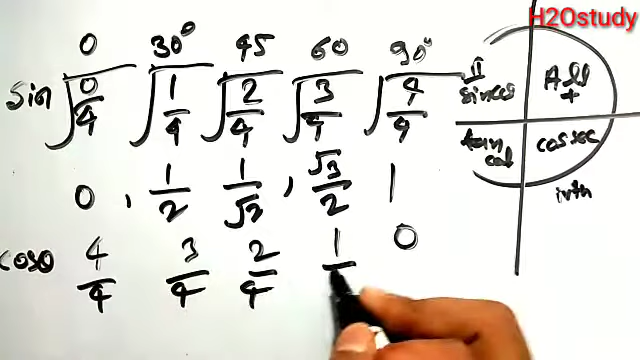 H2Ostudy
0 30° 45 60 90°
sin √0/4 √1/4 √2/4 √3/4 √4/4
0, 1/2 1/√2, √3/2 1
cosθ 4/4 3/4 2/4 1 0
II All
sin cosec +
tan cos sec
cot
ivth